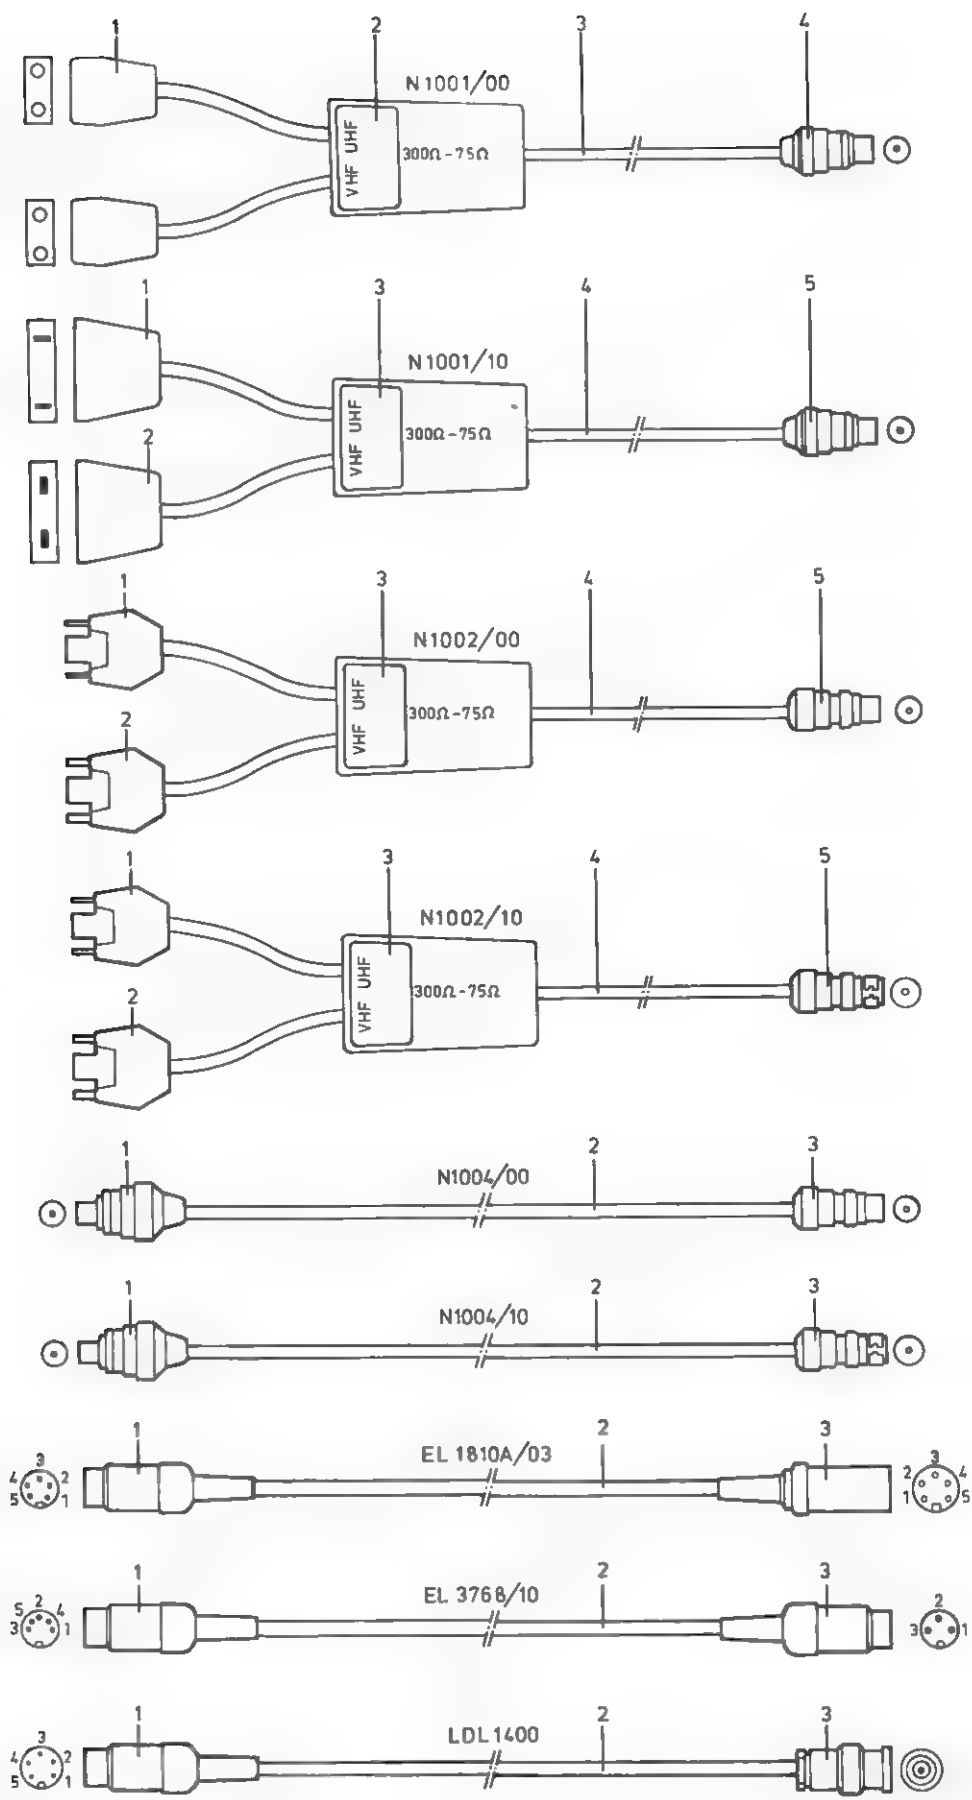 1 2 3 4
N1001/00
UHF
VHF
300Ω-75Ω
1 3 4 5
N1001/10
UHF
VHF
300Ω-75Ω
2
1 3 4 5
N1002/00
UHF
VHF
300Ω-75Ω
2
1 3 4 5
N1002/10
UHF
VHF
300Ω-75Ω
2
1 2 3
N1004/00
1 2 3
N1004/10
1 2 3
EL 1810A/03
3 3
4 2 2 4
5 1 1 5
1 2 3
EL 3768/10
5 2 4 2
3 1 3 1
1 2 3
LDL1400
3
4 2
5 1